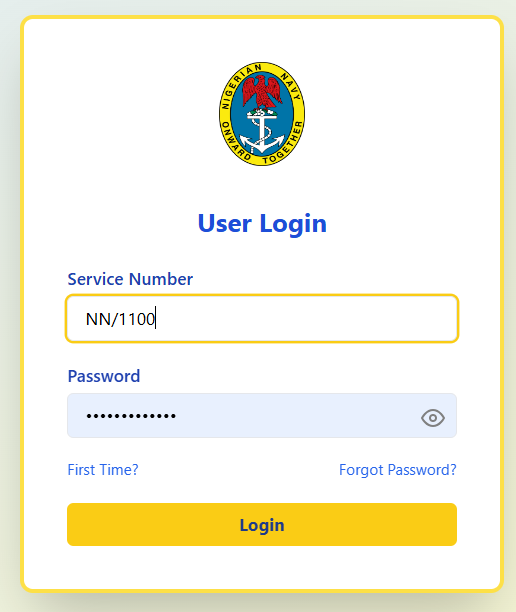 NIGERIAN NAVY
ONWARD TOGETHER
User Login
Service Number
NN/1100
Password
•••••••••••••
First Time?
Forgot Password?
Login